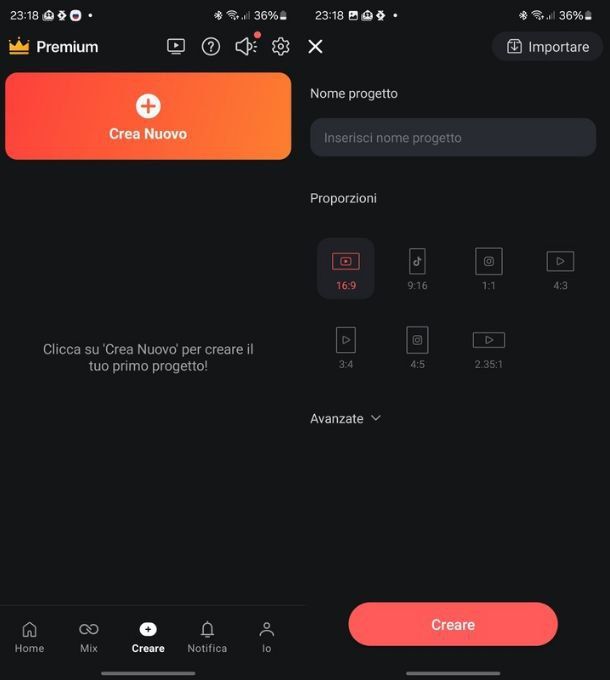 23:18
36%
Premium
Crea Nuovo
Clicca su 'Crea Nuovo' per creare il
tuo primo progetto!
Home
Mix
Creare
Notifica
Io
23:18
36%
Importare
Nome progetto
Inserisci nome progetto
Proporzioni
16:9
9:16
1:1
4:3
3:4
4:5
2.35:1
Avanzate
Creare